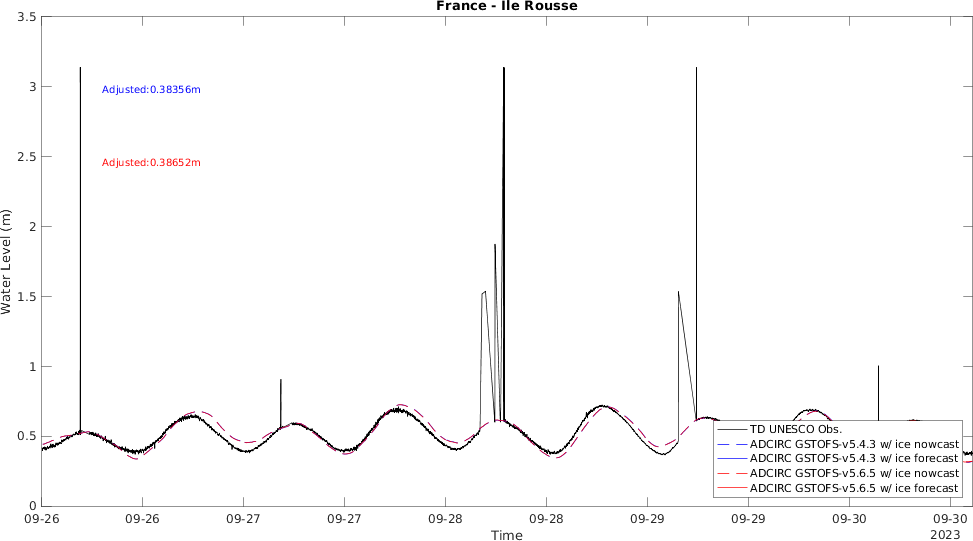 France - Ile Rousse
3.5
3
2.5
2
1.5
1
0.5
0
Water Level (m)
Adjusted:0.38356m
Adjusted:0.38652m
TD UNESCO Obs.
ADCIRC GSTOFS-v5.4.3 w/ ice nowcast
ADCIRC GSTOFS-v5.4.3 w/ ice forecast
ADCIRC GSTOFS-v5.6.5 w/ ice nowcast
ADCIRC GSTOFS-v5.6.5 w/ ice forecast
09-26 09-26 09-27 09-27 09-28 09-28 09-29 09-29 09-30 09-30
2023
Time